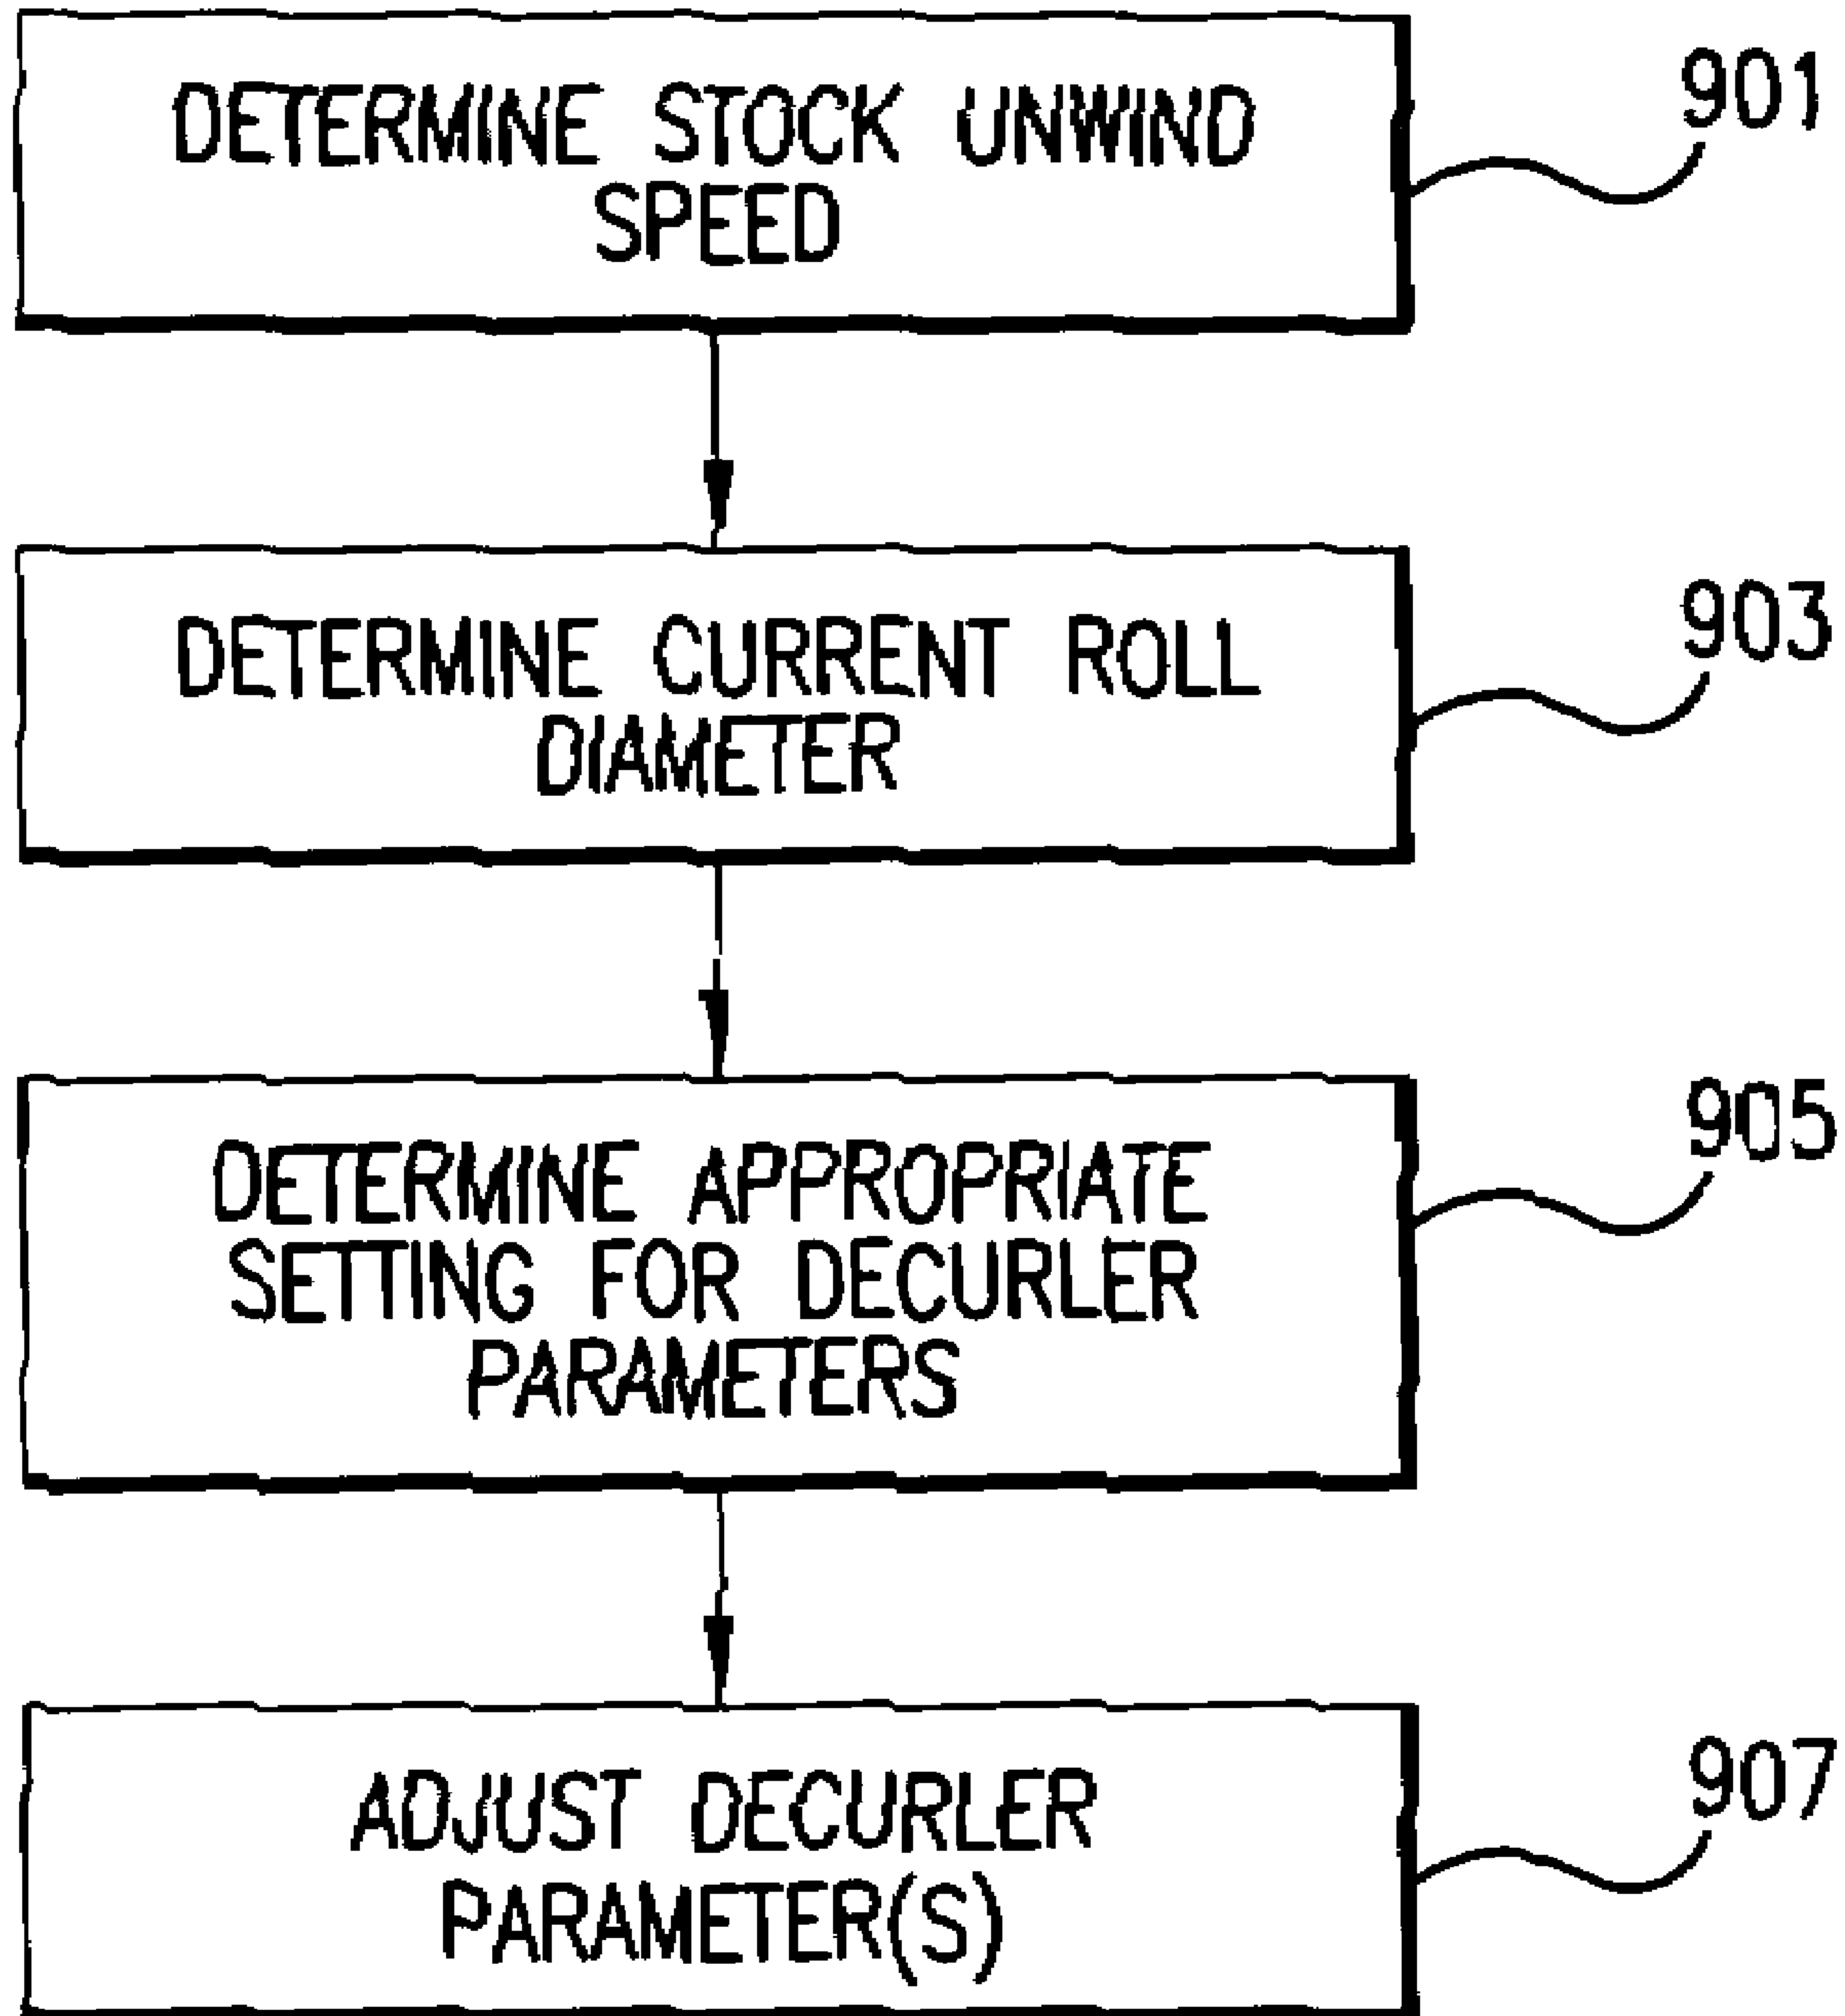 DETERMINE STOCK UNWIND
SPEED
901
DETERMINE CURRENT ROLL
DIAMETER
903
DETERMINE APPROPRIATE
SETTING FOR DECURLER
PARAMETERS
905
ADJUST DECURLER
PARAMETER(S)
907